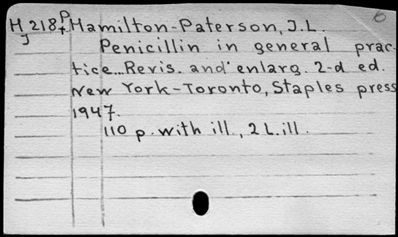 H 218 P Hamilton-Paterson, J.L.
J 7
Penicillin in general prac-
tice...Revis. and enlarg. 2-d ed.
New York-Toronto, Staples press
1947.
110 p. with ill., 2 L. ill.